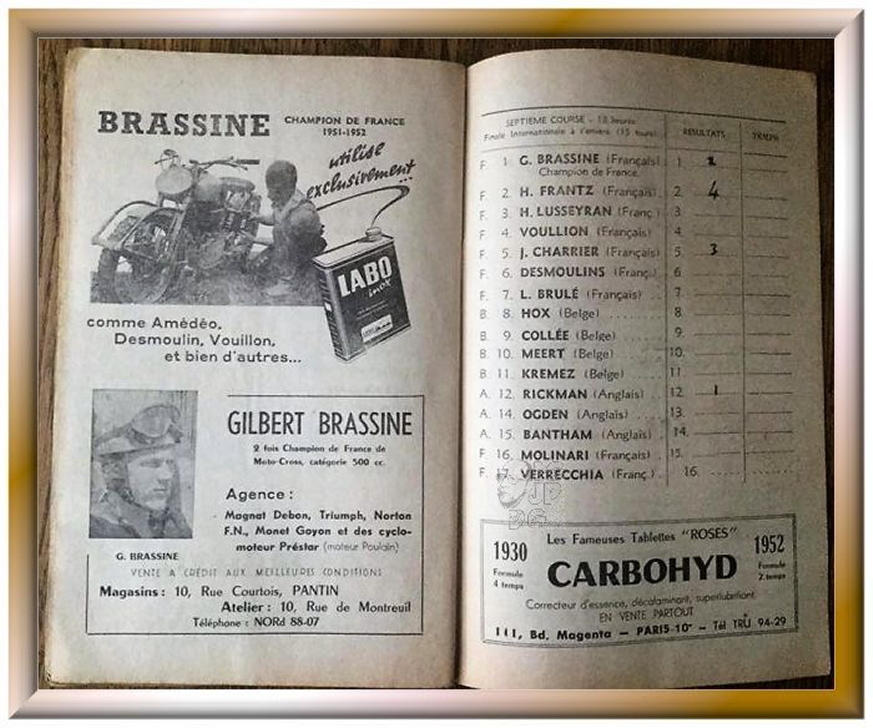 BRASSINE
CHAMPION DE FRANCE
1951-1952
utilise
exclusivement...
LABO
inox
comme Amédéo,
Desmoulin, Vouillon,
et bien d'autres...
GILBERT BRASSINE
2 fois Champion de France de
Moto-Cross, catégorie 500 cc.
Agence :
Magnat Debon, Triumph, Norton
F.N., Monet Goyon et des cyclo-
moteur Préstar (moteur Poulain)
G. BRASSINE
VENTE A CRÉDIT AUX MEILLEURES CONDITIONS
Magasins : 10, Rue Courtois, PANTIN
Atelier : 10, Rue de Montreuil
Téléphone : NORd 88-07
SEPTIEME COURSE - 18 heures
Finale Internationale à l'envers (15 tours)
RESULTATS
TEMPS
F. 1. G. BRASSINE (Français) 1. 2
Champion de France.
F. 2. H. FRANTZ (Français) 2. 4
F. 3. H. LUSSEYRAN (Franç.) 3.
F. 4. VOULLION (Français) 4.
F. 5. J. CHARRIER (Français) 5. 3
F. 6. DESMOULINS (Franç.) 6.
F. 7. L. BRULÉ (Français) 7.
B. 8. HOX (Belge) 8.
B. 9. COLLÉE (Belge) 9.
B. 10. MEERT (Belge) 10.
B. 11. KREMEZ (Belge) 11.
A. 12. RICKMAN (Anglais) 12. 1
A. 14. OGDEN (Anglais) 13.
A. 15. BANTHAM (Anglais) 14.
F. 16. MOLINARI (Français) 15.
F. 17. VERRECCHIA (Franç.) 16.
1930
Formule
4 temps
Les Fameuses Tablettes "ROSES"
CARBOHYD
1952
Formule
2 temps
Correcteur d'essence, décalaminant, superlubrifiant
EN VENTE PARTOUT
111, Bd. Magenta - PARIS-10e - Tél TRU 94-29